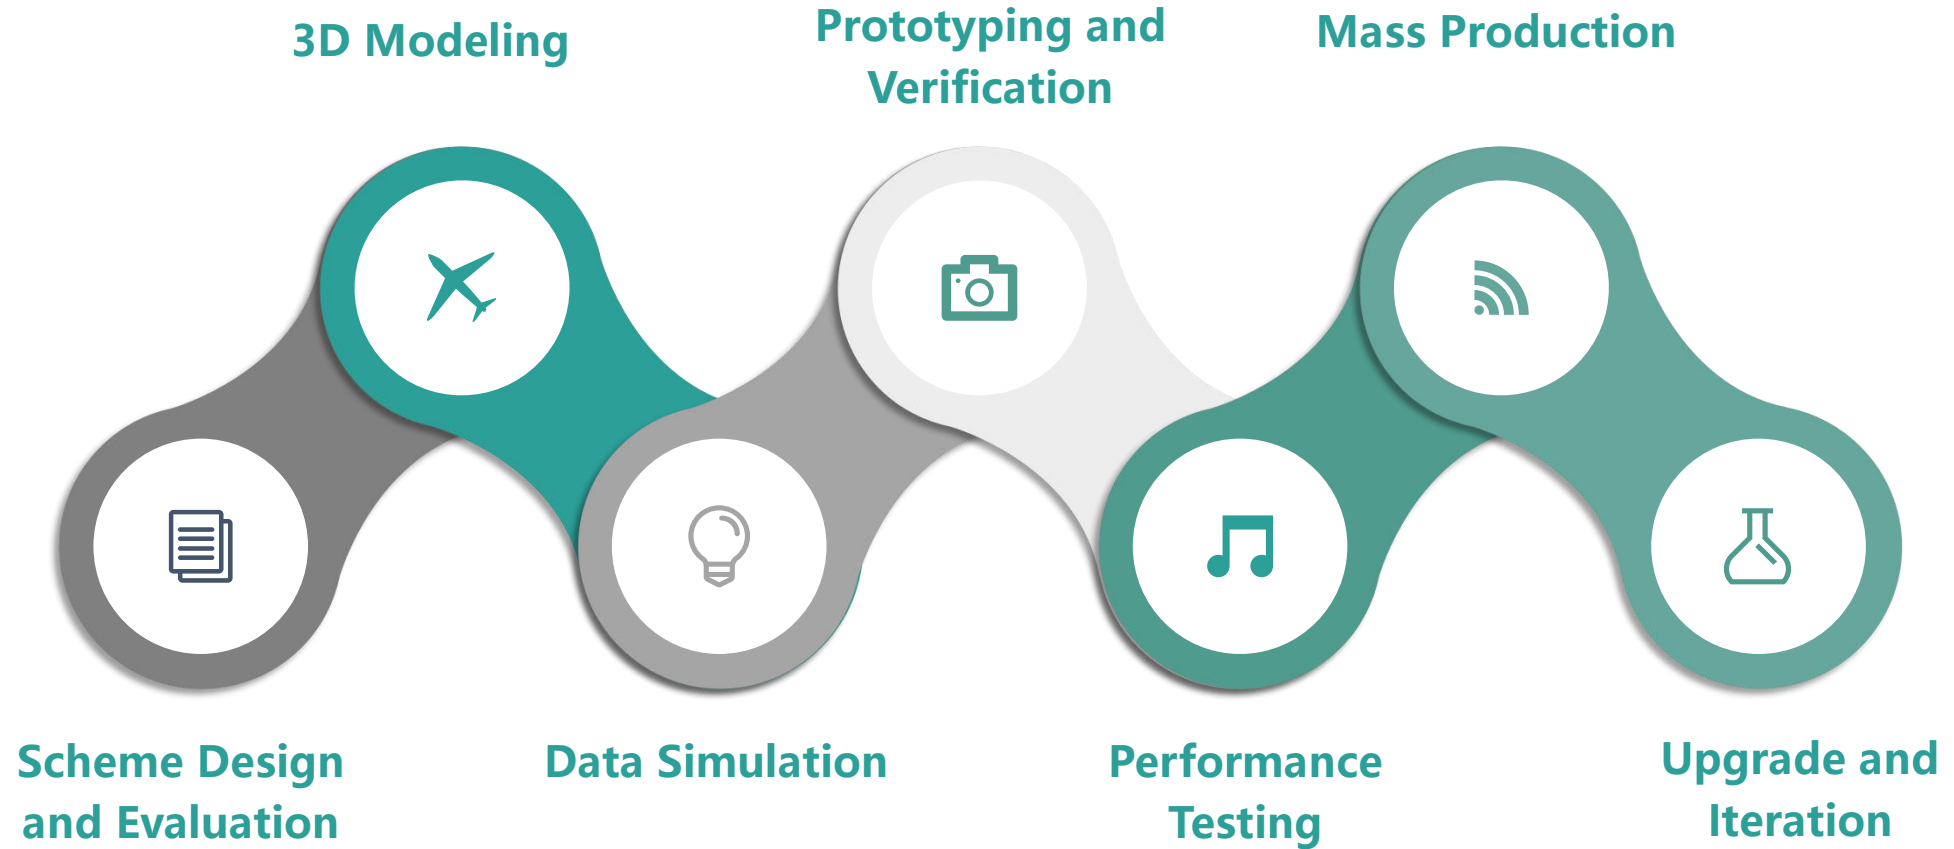 3D Modeling
Prototyping and
Verification
Mass Production
Scheme Design
and Evaluation
Data Simulation
Performance
Testing
Upgrade and
Iteration